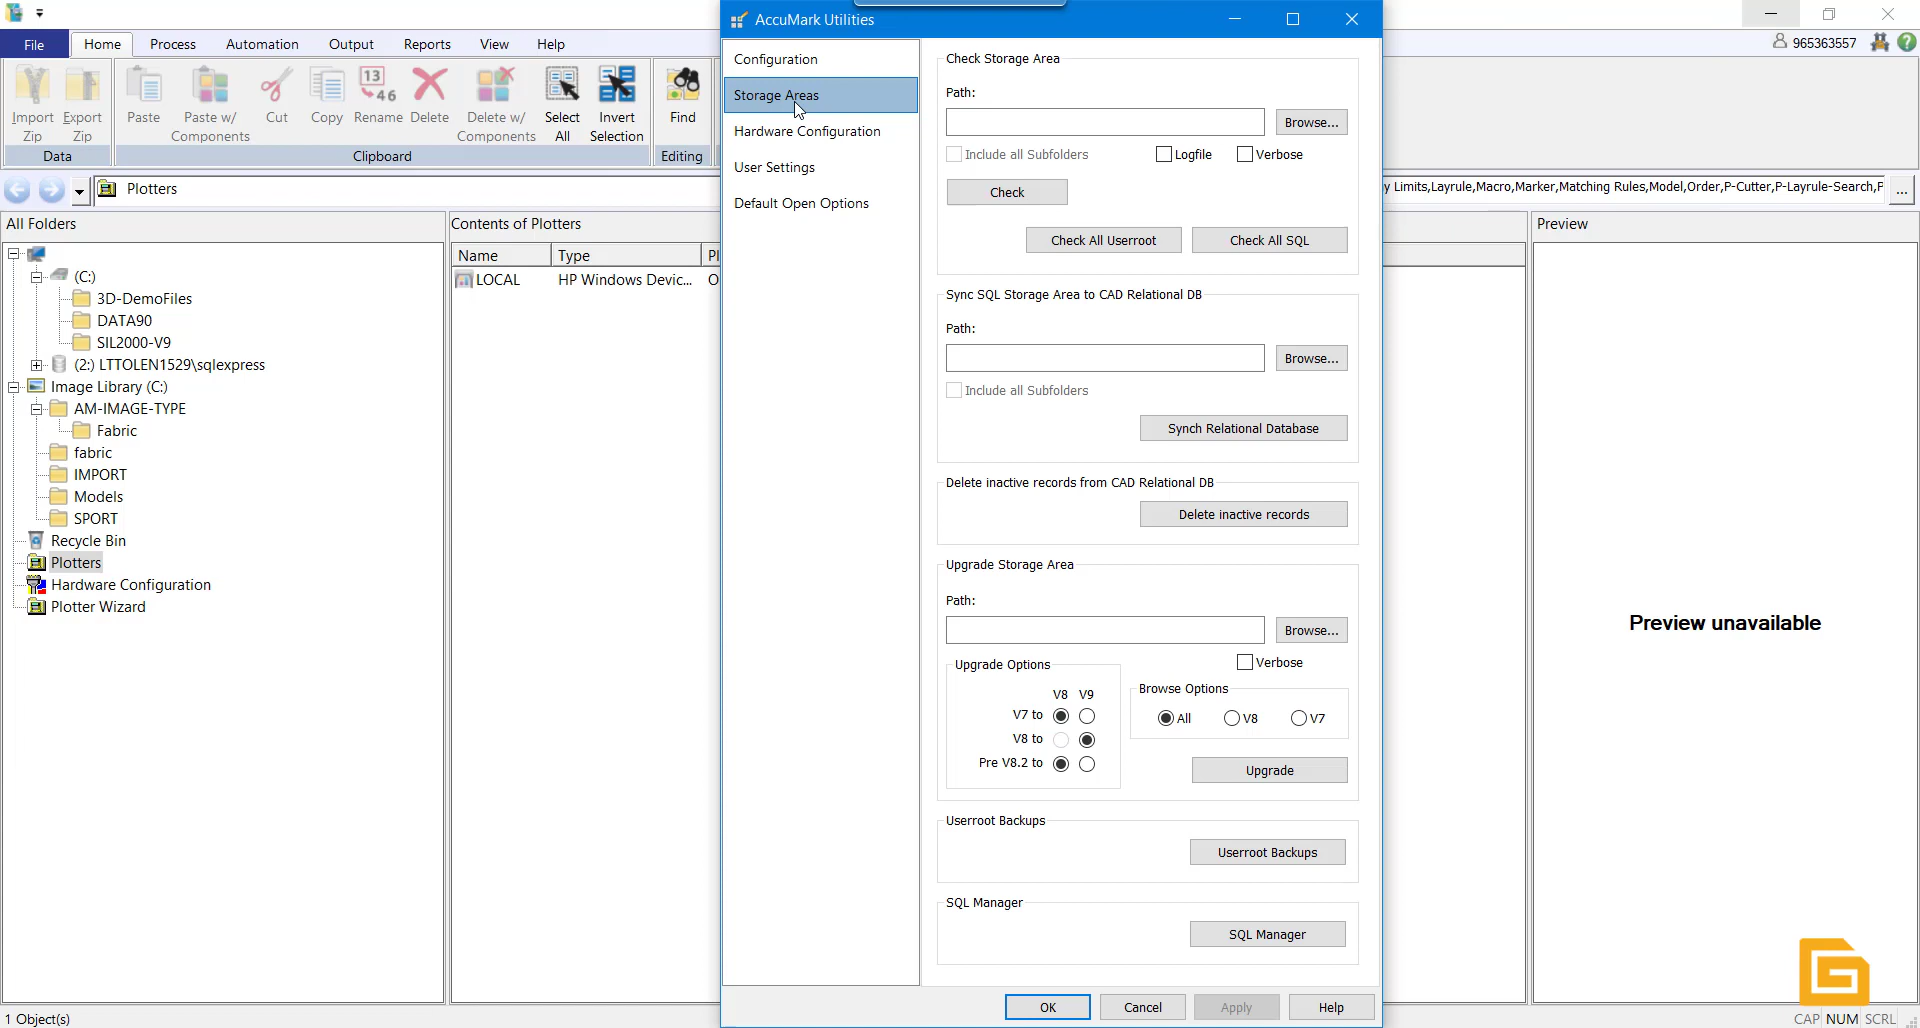 AccuMark Utilities
File
Home
Process
Automation
Output
Reports
View
Help
965363557
Import Zip
Export Zip
Data
Paste
Paste w/ Components
Cut
Copy
Rename
Delete
Delete w/ Components
Select All
Invert Selection
Clipboard
Find
Editing
13
46
Plotters
y Limits,Layrule,Macro,Marker,Matching Rules,Model,Order,P-Cutter,P-Layrule-Search,P
...
All Folders
(C:)
3D-DemoFiles
DATA90
SIL2000-V9
(2:) LTTOLEN1529\sqlexpress
Image Library (C:)
AM-IMAGE-TYPE
Fabric
fabric
IMPORT
Models
SPORT
Recycle Bin
Plotters
Hardware Configuration
Plotter Wizard
Contents of Plotters
Name Type Pl
LOCAL HP Windows Devic... O
Configuration
Storage Areas
Hardware Configuration
User Settings
Default Open Options
Check Storage Area
Path:
Browse...
Include all Subfolders Logfile Verbose
Check
Check All Userroot Check All SQL
Sync SQL Storage Area to CAD Relational DB
Path:
Browse...
Include all Subfolders
Synch Relational Database
Delete inactive records from CAD Relational DB
Delete inactive records
Upgrade Storage Area
Path:
Browse...
Verbose
Upgrade Options
V8 V9
V7 to
V8 to
Pre V8.2 to
Browse Options
All V8 V7
Upgrade
Userroot Backups
Userroot Backups
SQL Manager
SQL Manager
OK Cancel Apply Help
Preview
Preview unavailable
1 Object(s)
CAP NUM SCRL